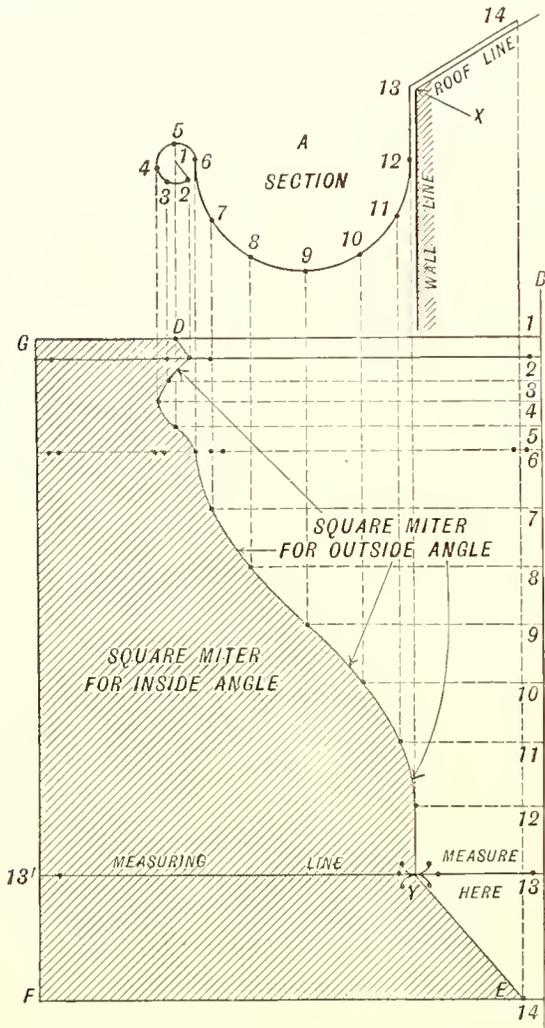 14
ROOF LINE
13
X
5
A
4
1
6
12
SECTION
3
2
WALL LINE
7
11
8
9
10
D
G
D
1
2
3
4
5
6
SQUARE MITER
FOR OUTSIDE ANGLE
7
8
9
SQUARE MITER
FOR INSIDE ANGLE
10
11
12
13'
MEASURING LINE
MEASURE
Y
HERE
13
F
E
14